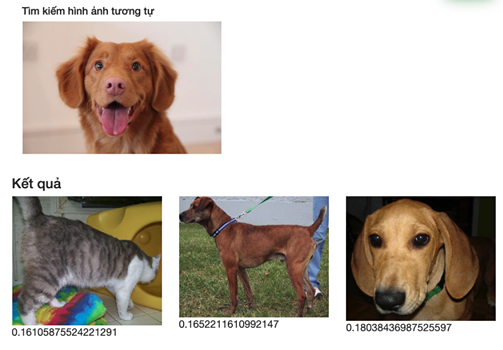 Tìm kiếm hình ảnh tương tự
Kết quả
0.16105875524221291
0.1652211610992147
0.18038436987525597